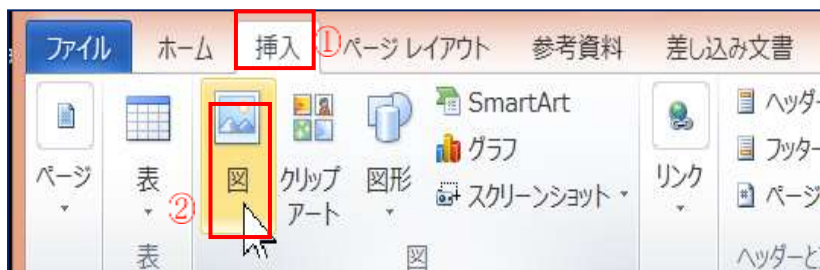 ファイル ホーム 挿入 ① ページ レイアウト 参考資料 差し込み文書
SmartArt
グラフ
スクリーンショット
ページ
表
②
図
クリップ
アート
図形
リンク
ヘッダー
フッター
ページ
表
図
ヘッダーと